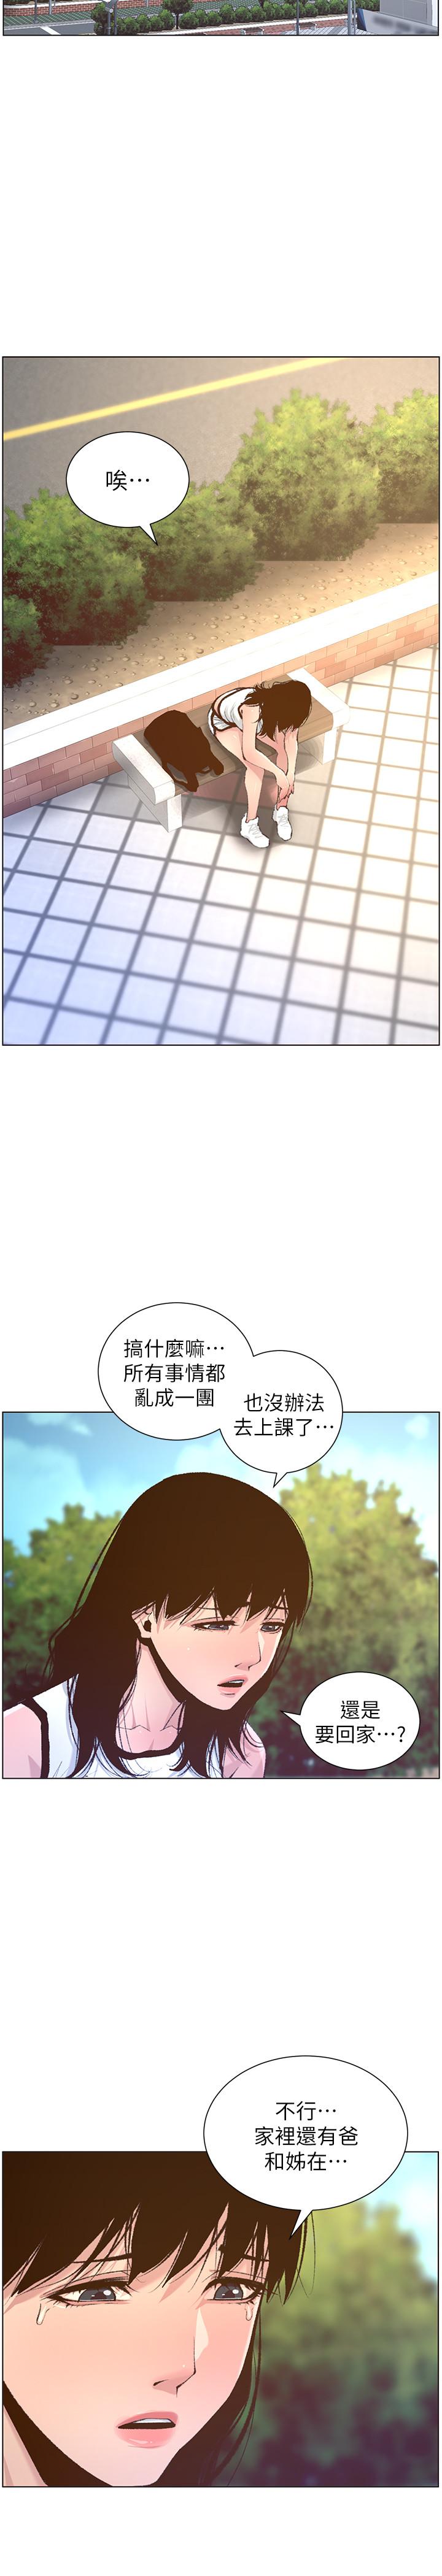 唉⋯
搞什麼嘛⋯
所有事情都
亂成一團
也沒辦法
去上課了⋯
還是
要回家⋯?
不行⋯
家裡還有爸
和姊在⋯